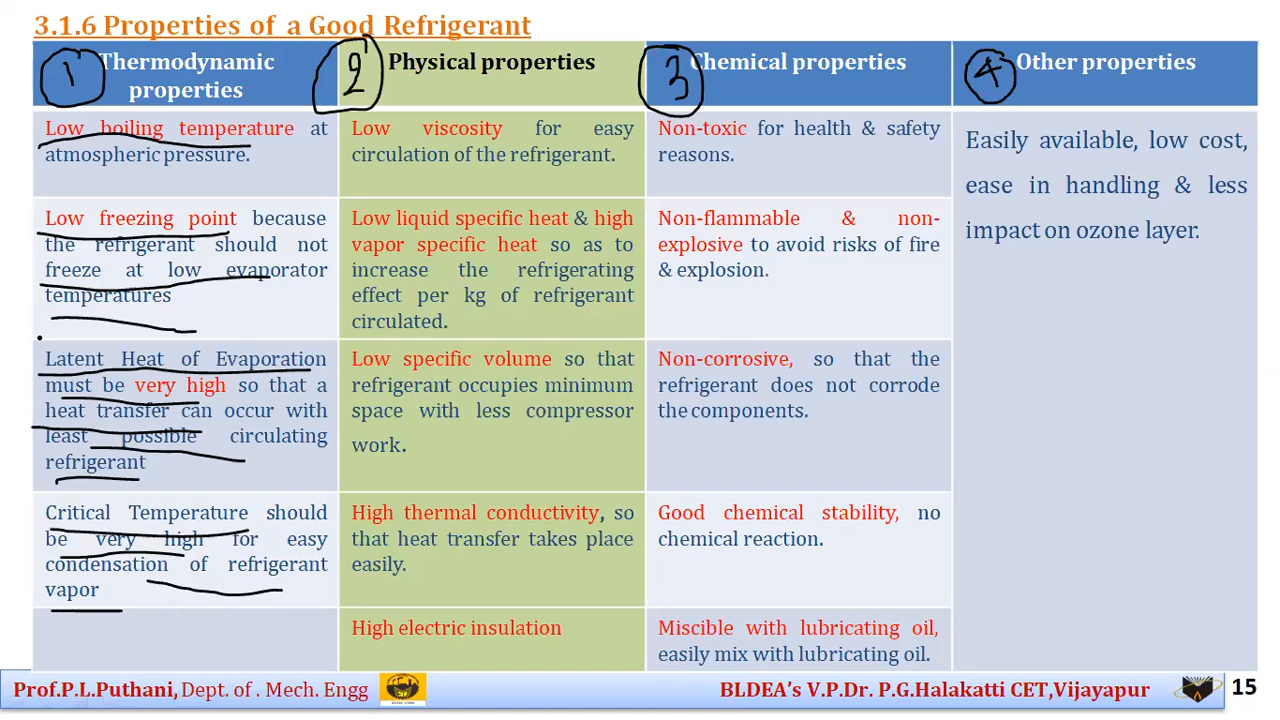 3.1.6 Properties of a Good Refrigerant
1
Thermodynamic
properties
2
Physical properties
3
Chemical properties
4
Other properties
Low boiling temperature at
atmospheric pressure.
Low viscosity for easy
circulation of the refrigerant.
Non-toxic for health & safety
reasons.
Easily available, low cost,
ease in handling & less
impact on ozone layer.
Low freezing point because
the refrigerant should not
freeze at low evaporator
temperatures
Low liquid specific heat & high
vapor specific heat so as to
increase the refrigerating
effect per kg of refrigerant
circulated.
Non-flammable & non-
explosive to avoid risks of fire
& explosion.
Latent Heat of Evaporation
must be very high so that a
heat transfer can occur with
least possible circulating
refrigerant
Low specific volume so that
refrigerant occupies minimum
space with less compressor
work.
Non-corrosive, so that the
refrigerant does not corrode
the components.
Critical Temperature should
be very high for easy
condensation of refrigerant
vapor
High thermal conductivity, so
that heat transfer takes place
easily.
Good chemical stability, no
chemical reaction.
High electric insulation
Miscible with lubricating oil,
easily mix with lubricating oil.
Prof.P.L.Puthani, Dept. of . Mech. Engg
BLDEA's V.P.Dr. P.G.Halakatti CET,Vijayapur
15